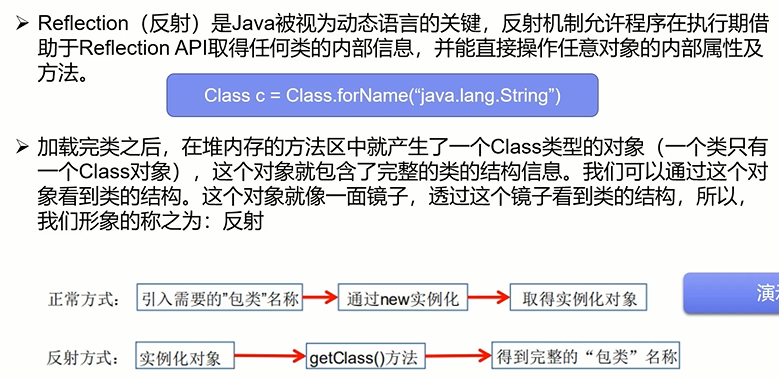 ➢ Reflection（反射）是Java被视为动态语言的关键，反射机制允许程序在执行期借
助于Reflection API取得任何类的内部信息，并能直接操作任意对象的内部属性及
方法。
Class c = Class.forName(“java.lang.String”)
➢ 加载完类之后，在堆内存的方法区中就产生了一个Class类型的对象（一个类只有
一个Class对象），这个对象就包含了完整的类的结构信息。我们可以通过这个对
象看到类的结构。这个对象就像一面镜子，透过这个镜子看到类的结构，所以，
我们形象的称之为：反射
正常方式： 引入需要的”包类”名称 通过new实例化 取得实例化对象 演
反射方式： 实例化对象 getClass()方法 得到完整的“包类”名称